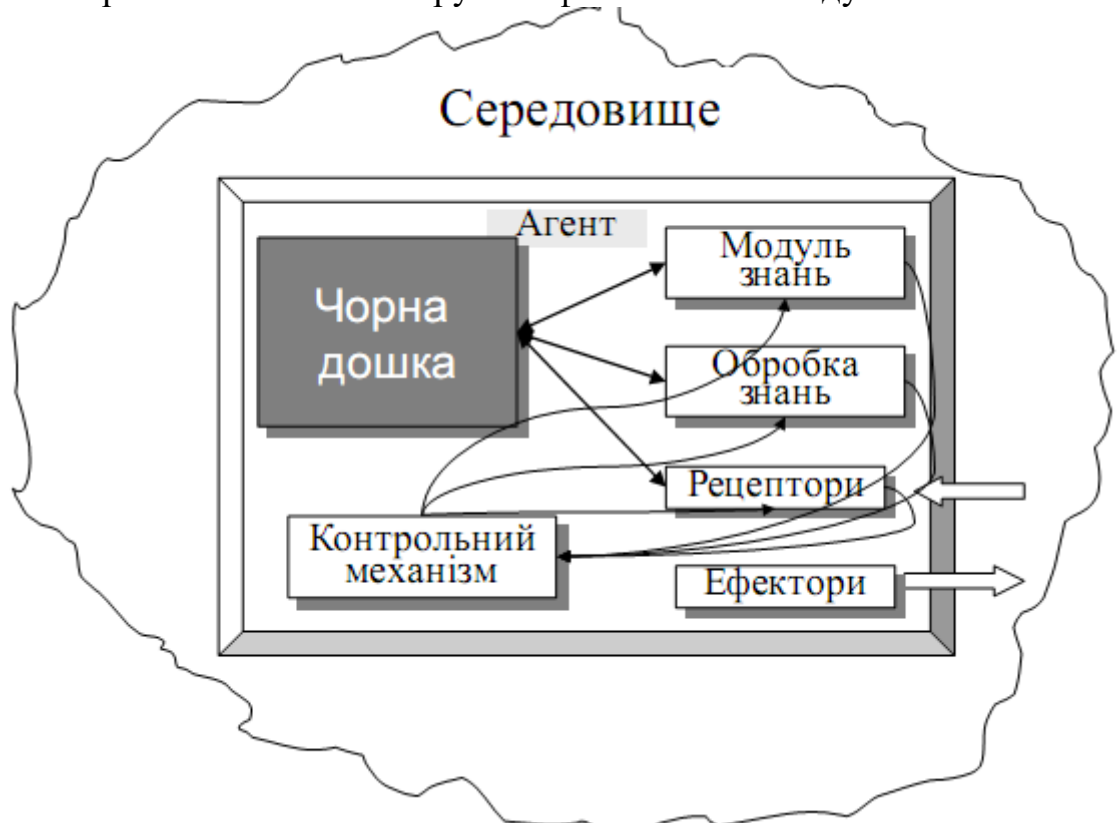 Середовище
Агент
Чорна
дошка
Модуль
знань
Обробка
знань
Рецептори
Контрольний
механізм
Ефектори